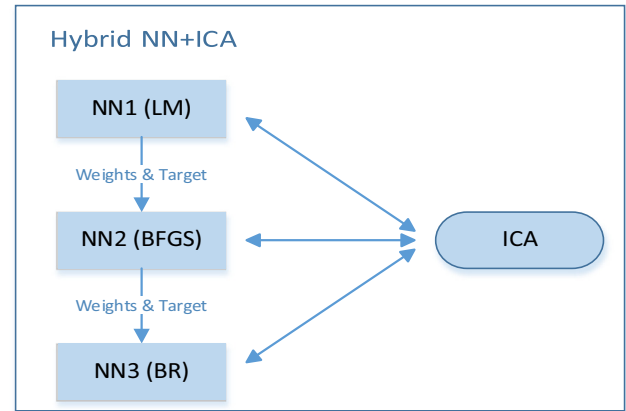 Hybrid NN+ICA
NN1 (LM)
Weights & Target
NN2 (BFGS)
ICA
Weights & Target
NN3 (BR)